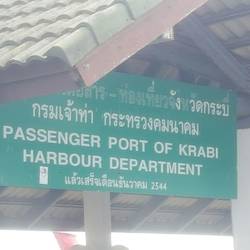 ท่องเที่ยวจังหวัดกระบี่
กรมเจ้าท่า กระทรวงคมนาคม
PASSENGER PORT OF KRABI
HARBOUR DEPARTMENT
แล้วเสร็จเดือนธันวาคม 2544